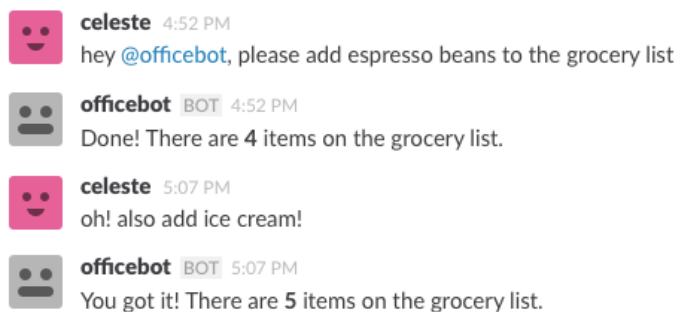 celeste 4:52 PM
hey @officebot, please add espresso beans to the grocery list
officebot BOT 4:52 PM
Done! There are 4 items on the grocery list.
celeste 5:07 PM
oh! also add ice cream!
officebot BOT 5:07 PM
You got it! There are 5 items on the grocery list.